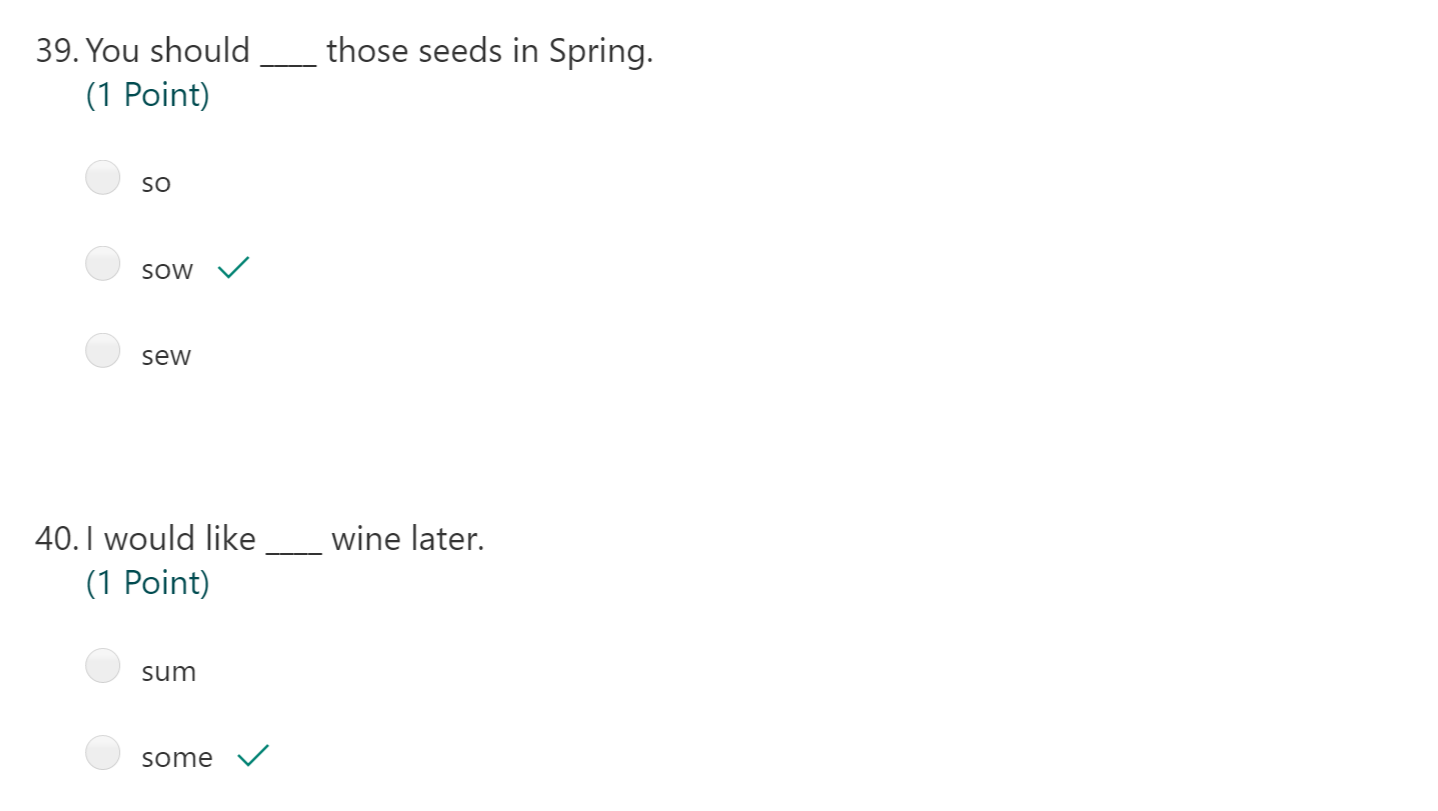 39. You should ____ those seeds in Spring.
(1 Point)
so
sow
sew
40. I would like ____ wine later.
(1 Point)
sum
some